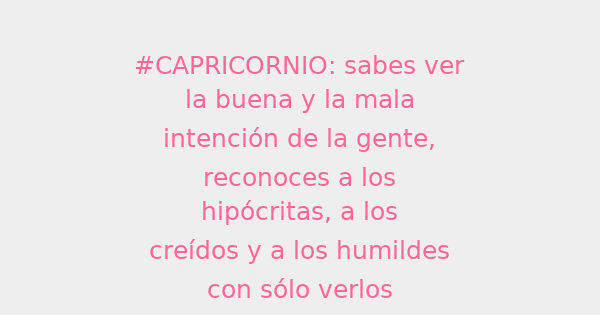 #CAPRICORNIO: sabes ver
la buena y la mala
intención de la gente,
reconoces a los
hipócritas, a los
creídos y a los humildes
con sólo verlos